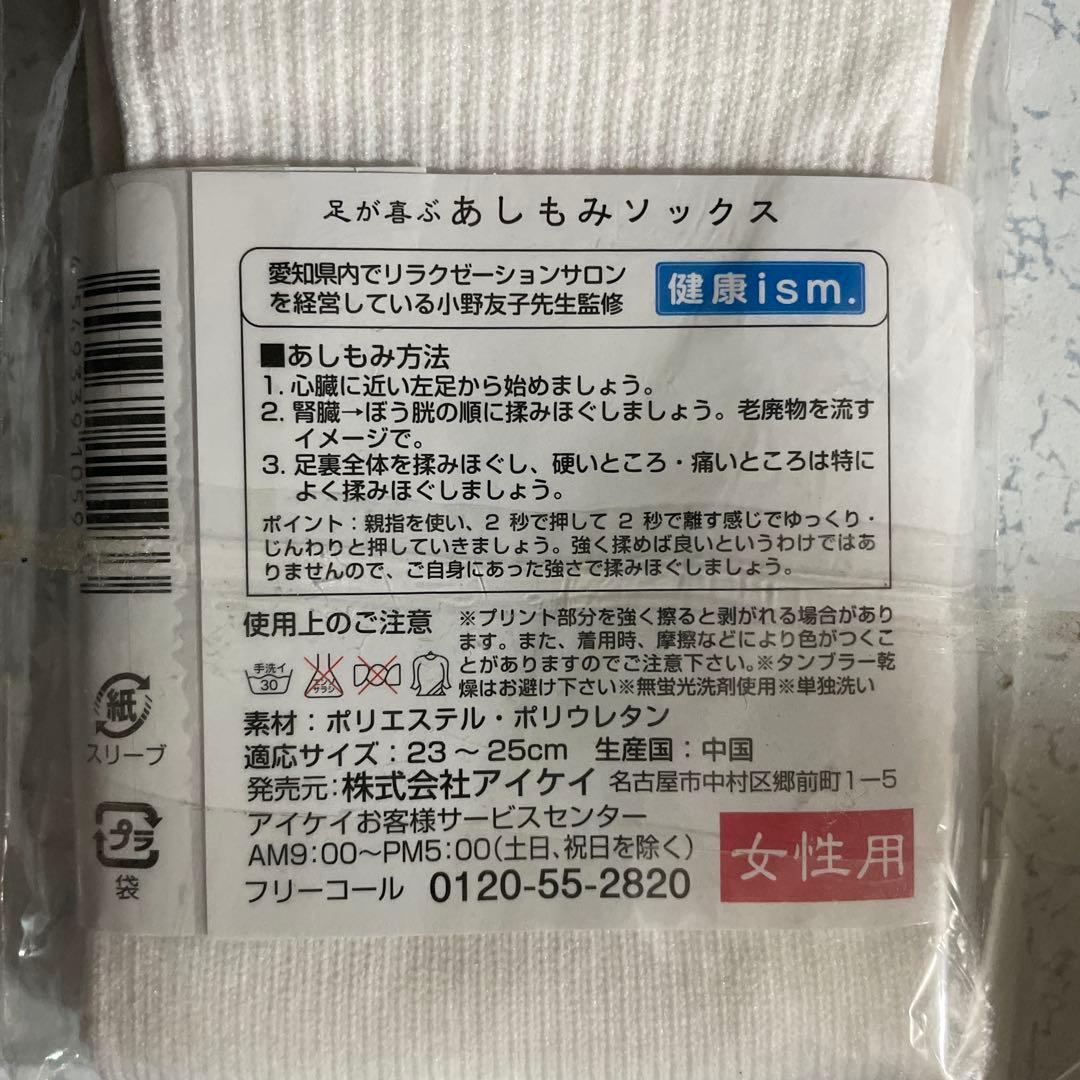 足が喜ぶあしもみソックス
愛知県内でリラクゼーションサロン
を経営している小野友子先生監修
健康ism.
■あしもみ方法
1. 心臓に近い左足から始めましょう。
2. 腎臓→ぼう胱の順に揉みほぐしましょう。老廃物を流す
イメージで。
3. 足裏全体を揉みほぐし、硬いところ・痛いところは特に
よく揉みほぐしましょう。
ポイント：親指を使い、2 秒で押して 2 秒で離す感じでゆっくり・
じんわりと押していきましょう。強く揉めば良いというわけではあ
りませんので、ご自身にあった強さで揉みほぐしましょう。
使用上のご注意
※プリント部分を強く擦ると剥がれる場合があり
ます。また、着用時、摩擦などにより色がつくこ
とがありますのでご注意下さい。※タンブラー乾
燥はお避け下さい※無蛍光洗剤使用※単独洗い
手洗イ
30
エンソ
サラシ
素材：ポリエステル・ポリウレタン
適応サイズ：23～25cm 生産国：中国
発売元：株式会社アイケイ 名古屋市中村区郷前町1－5
アイケイお客様サービスセンター
AM9：00～PM5：00（土日、祝日を除く）
フリーコール 0120-55-2820
女性用
紙
スリーブ
プラ
袋